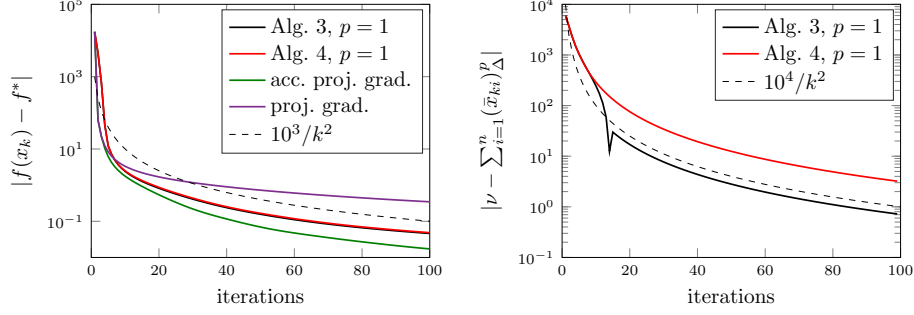 10^5
10^3
10^1
10^{-1}
0 20 40 60 80 100
iterations
|f(x_k) − f*|
Alg. 3, p = 1
Alg. 4, p = 1
acc. proj. grad.
proj. grad.
10^3/k^2
10^4
10^3
10^2
10^1
10^0
10^{-1}
0 20 40 60 80 100
iterations
|ν − ∑_{i=1}^{n}(x̄_{ki})_Δ^p|
Alg. 3, p = 1
Alg. 4, p = 1
10^4/k^2